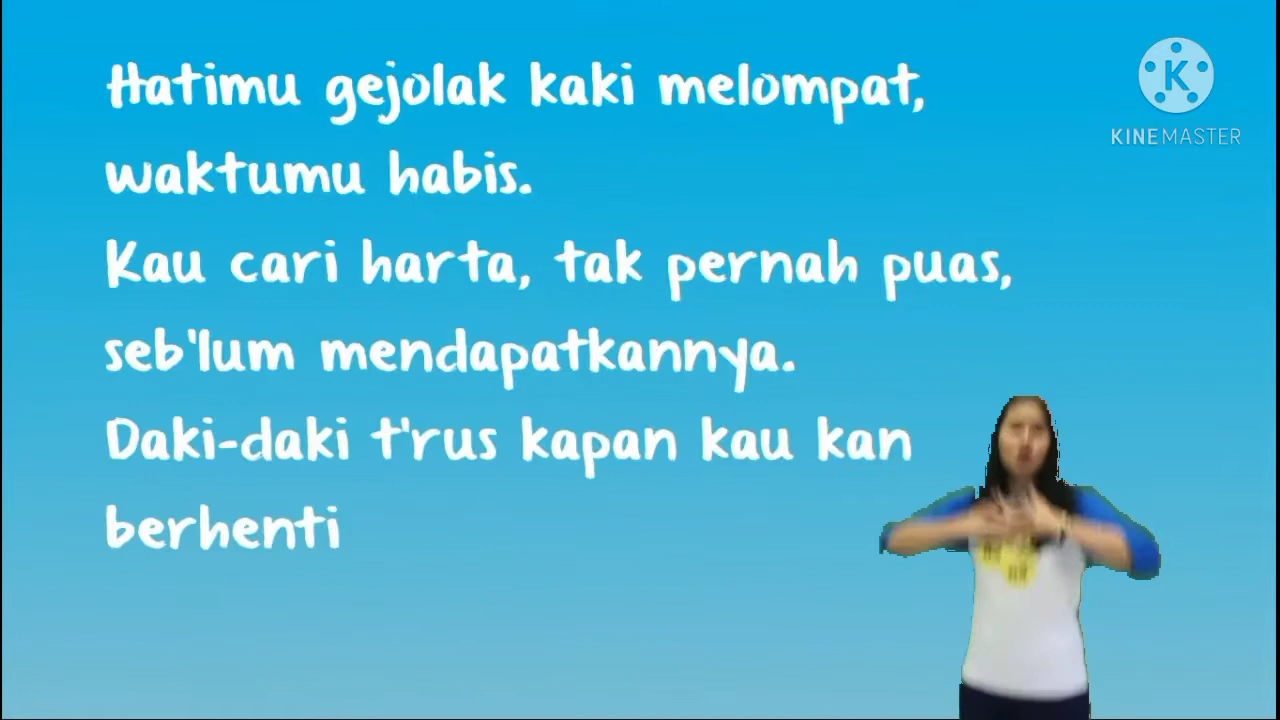 Hatimu gejolak kaki melompat,
waktumu habis.
Kau cari harta, tak pernah puas,
seb'lum mendapatkannya.
Daki-daki t'rus kapan kau kan
berhenti
K
KINEMASTER